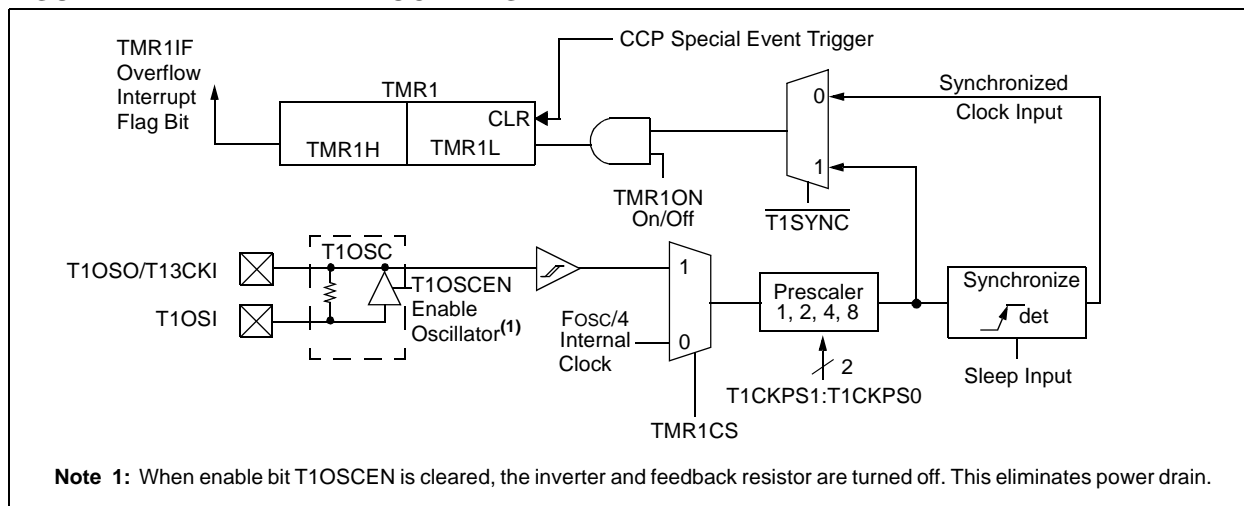 TMR1IF
Overflow
Interrupt
Flag Bit
TMR1
CCP Special Event Trigger
CLR
TMR1H
TMR1L
TMR1ON
On/Off
0
1
T1SYNC
Synchronized
Clock Input
T1OSO/T13CKI
T1OSI
T1OSC
T1OSCEN
Enable
Oscillator(1)
FOSC/4
Internal
Clock
1
0
TMR1CS
Prescaler
1, 2, 4, 8
2
T1CKPS1:T1CKPS0
Synchronize
det
Sleep Input
Note 1: When enable bit T1OSCEN is cleared, the inverter and feedback resistor are turned off. This eliminates power drain.